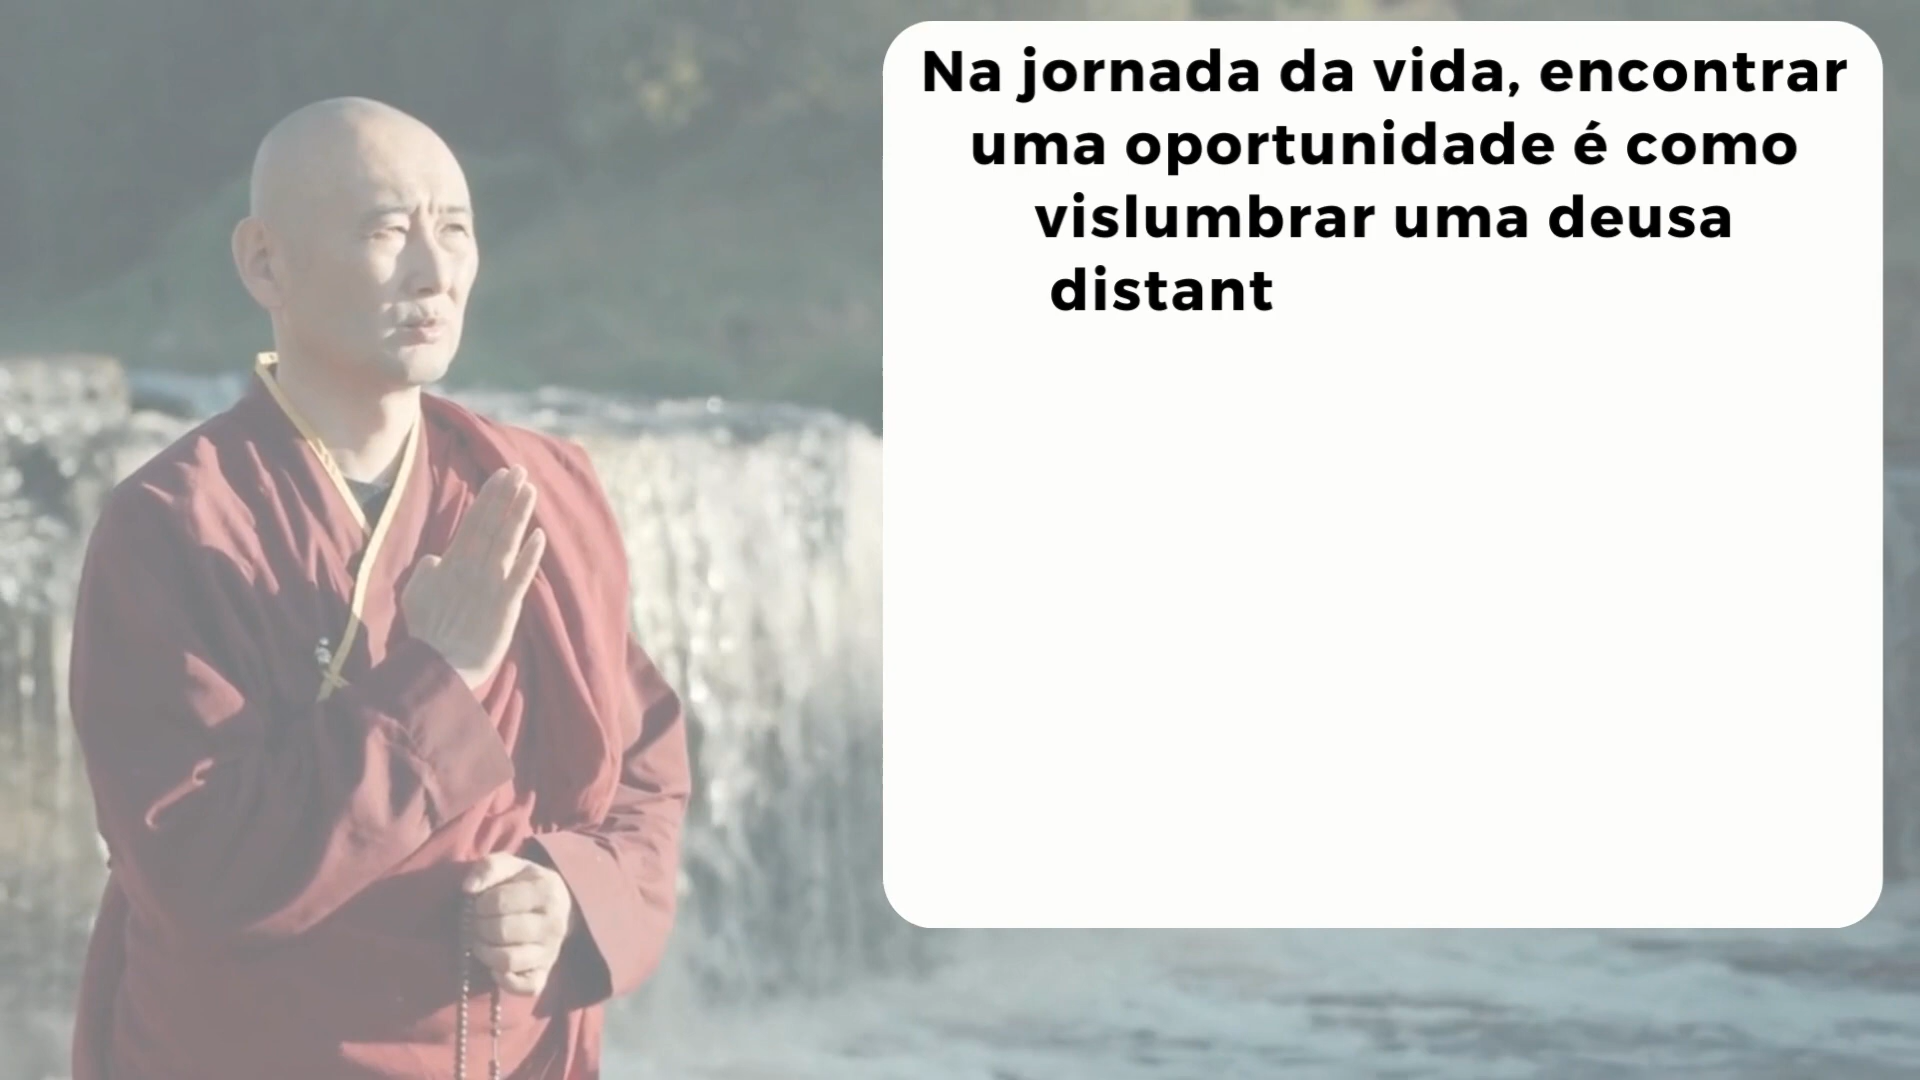 Na jornada da vida, encontrar
uma oportunidade é como
vislumbrar uma deusa
distant